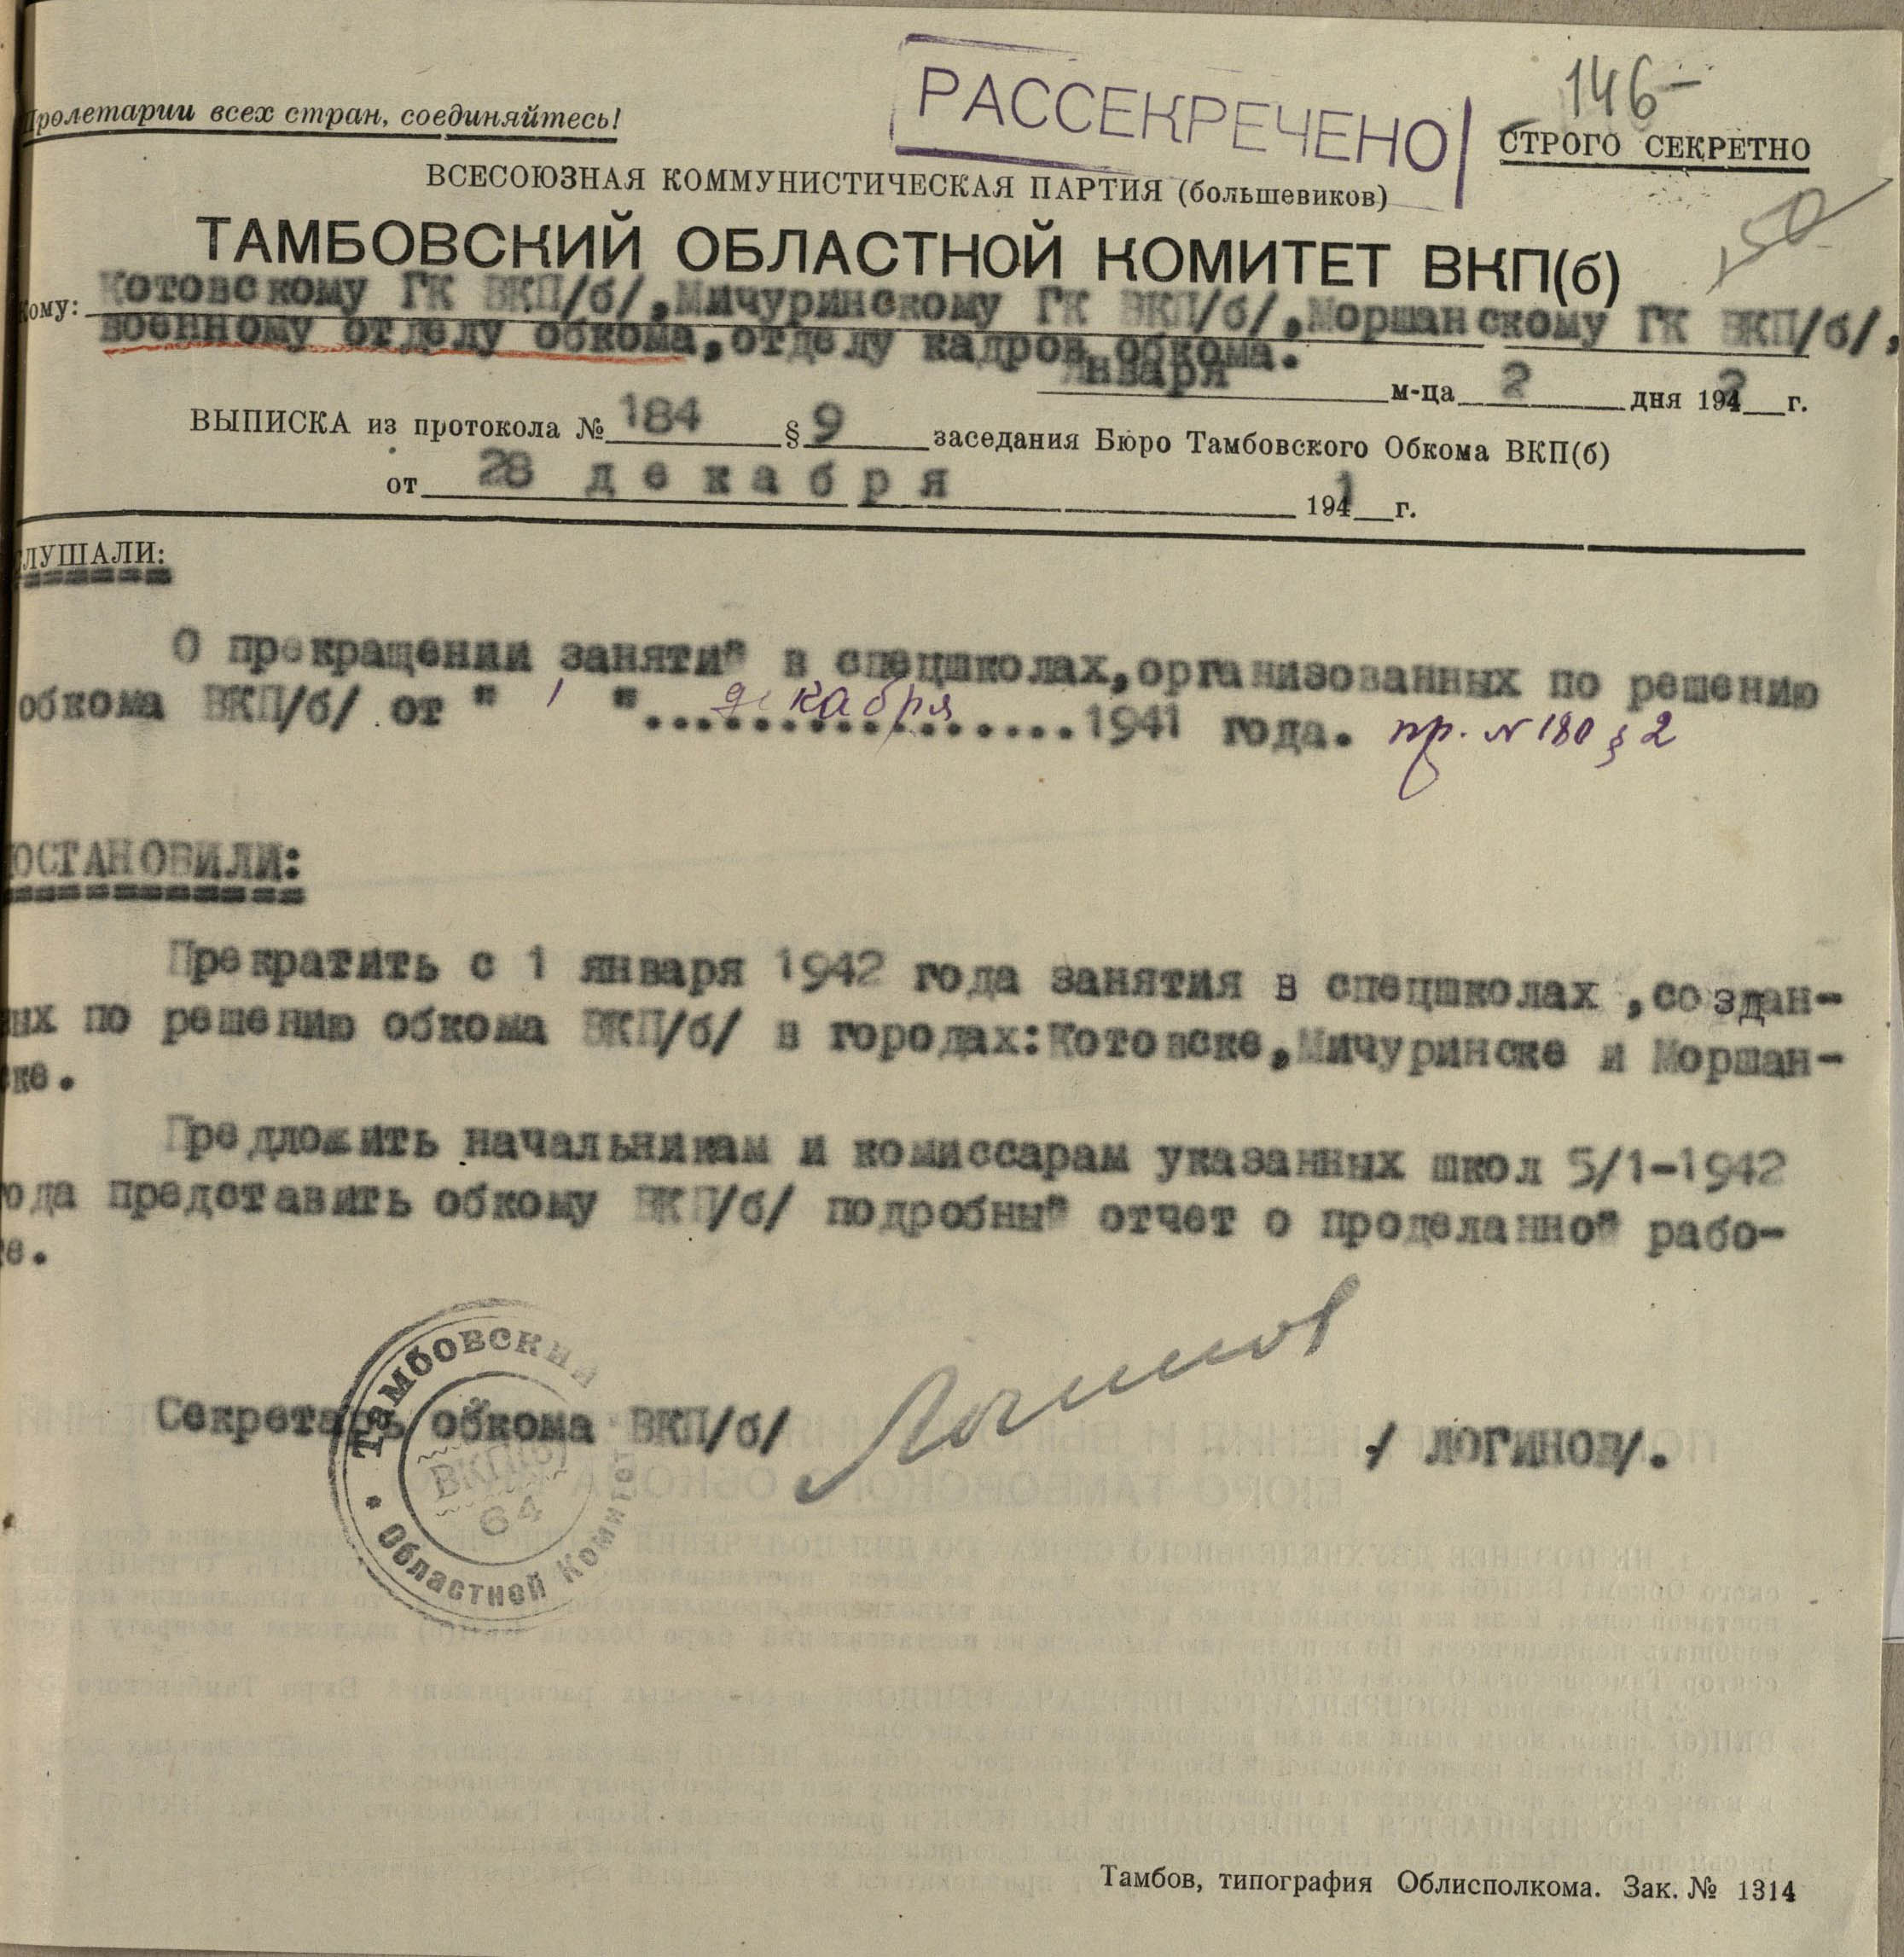 146-
Пролетарии всех стран, соединяйтесь!
РАССЕКРЕЧЕНО
СТРОГО СЕКРЕТНО
ВСЕСОЮЗНАЯ КОММУНИСТИЧЕСКАЯ ПАРТИЯ (большевиков)
150
ТАМБОВСКИЙ ОБЛАСТНОЙ КОМИТЕТ ВКП(б)
Кому: Котовскому ГК ВКП/б/,Мичуринскому ГК ВКП/б/,Моршанскому ГК ВКП/б/,
военному отделу обкома,отделу кадров обкома.
января м-ца 2 дня 1942 г.
ВЫПИСКА из протокола № 184 § 9 заседания Бюро Тамбовского Обкома ВКП(б)
от 28 декабря 1941 г.
СЛУШАЛИ:
О прекращении занятий в спецшколах,организованных по решению
обкома ВКП/б/ от " 1 "................декабря 1941 года. пр. N 180 § 2
ОСТАНОВИЛИ:
Прекратить с 1 января 1942 года занятия в спецшколах ,создан-
ных по решению обкома ВКП/б/ в городах:Котовске,Мичуринске и Моршан-
ске.
Предложить начальникам и комиссарам указанных школ 5/1-1942
года представить обкому ВКП/б/ подробный отчет о проделанной рабо-
те.
Секретарь обкома ВКП/б/ Логинов / ЛОГИНОВ/.
Тамбовский Областной Комитет
ВКП(б)
64
Тамбов, типография Облисполкома. Зак. № 1314